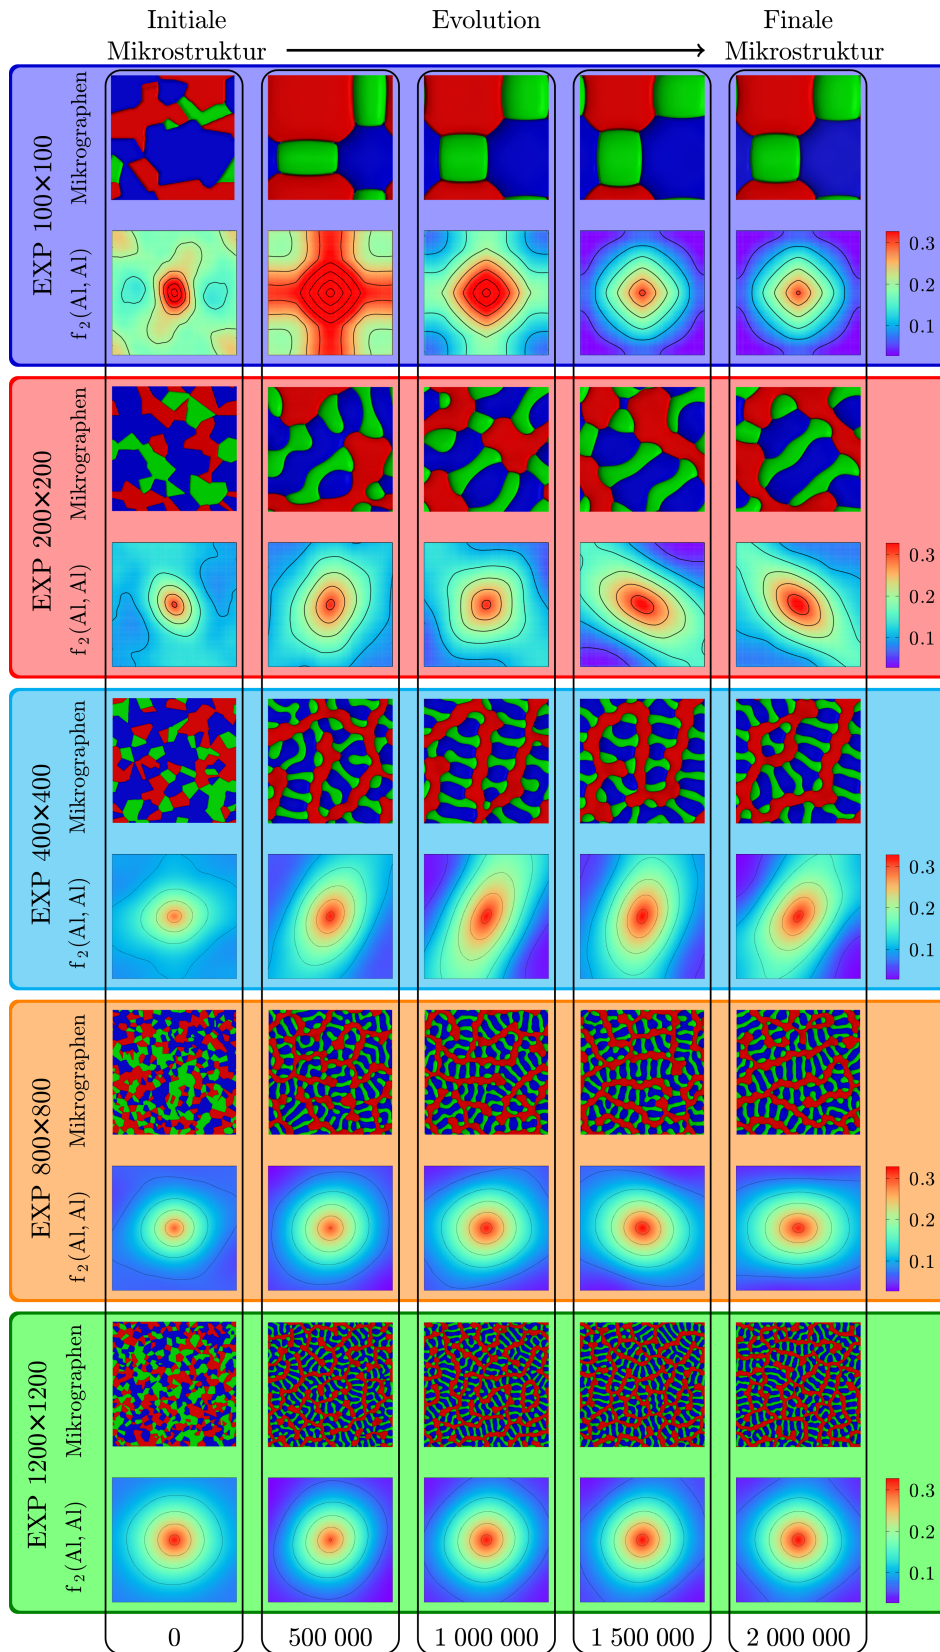 Initiale
Mikrostruktur
Evolution
Finale
Mikrostruktur
EXP 100×100
Mikrographen
f₂(Al, Al)
0.3
0.2
0.1
EXP 200×200
Mikrographen
f₂(Al, Al)
0.3
0.2
0.1
EXP 400×400
Mikrographen
f₂(Al, Al)
0.3
0.2
0.1
EXP 800×800
Mikrographen
f₂(Al, Al)
0.3
0.2
0.1
EXP 1200×1200
Mikrographen
f₂(Al, Al)
0.3
0.2
0.1
0 500 000 1 000 000 1 500 000 2 000 000